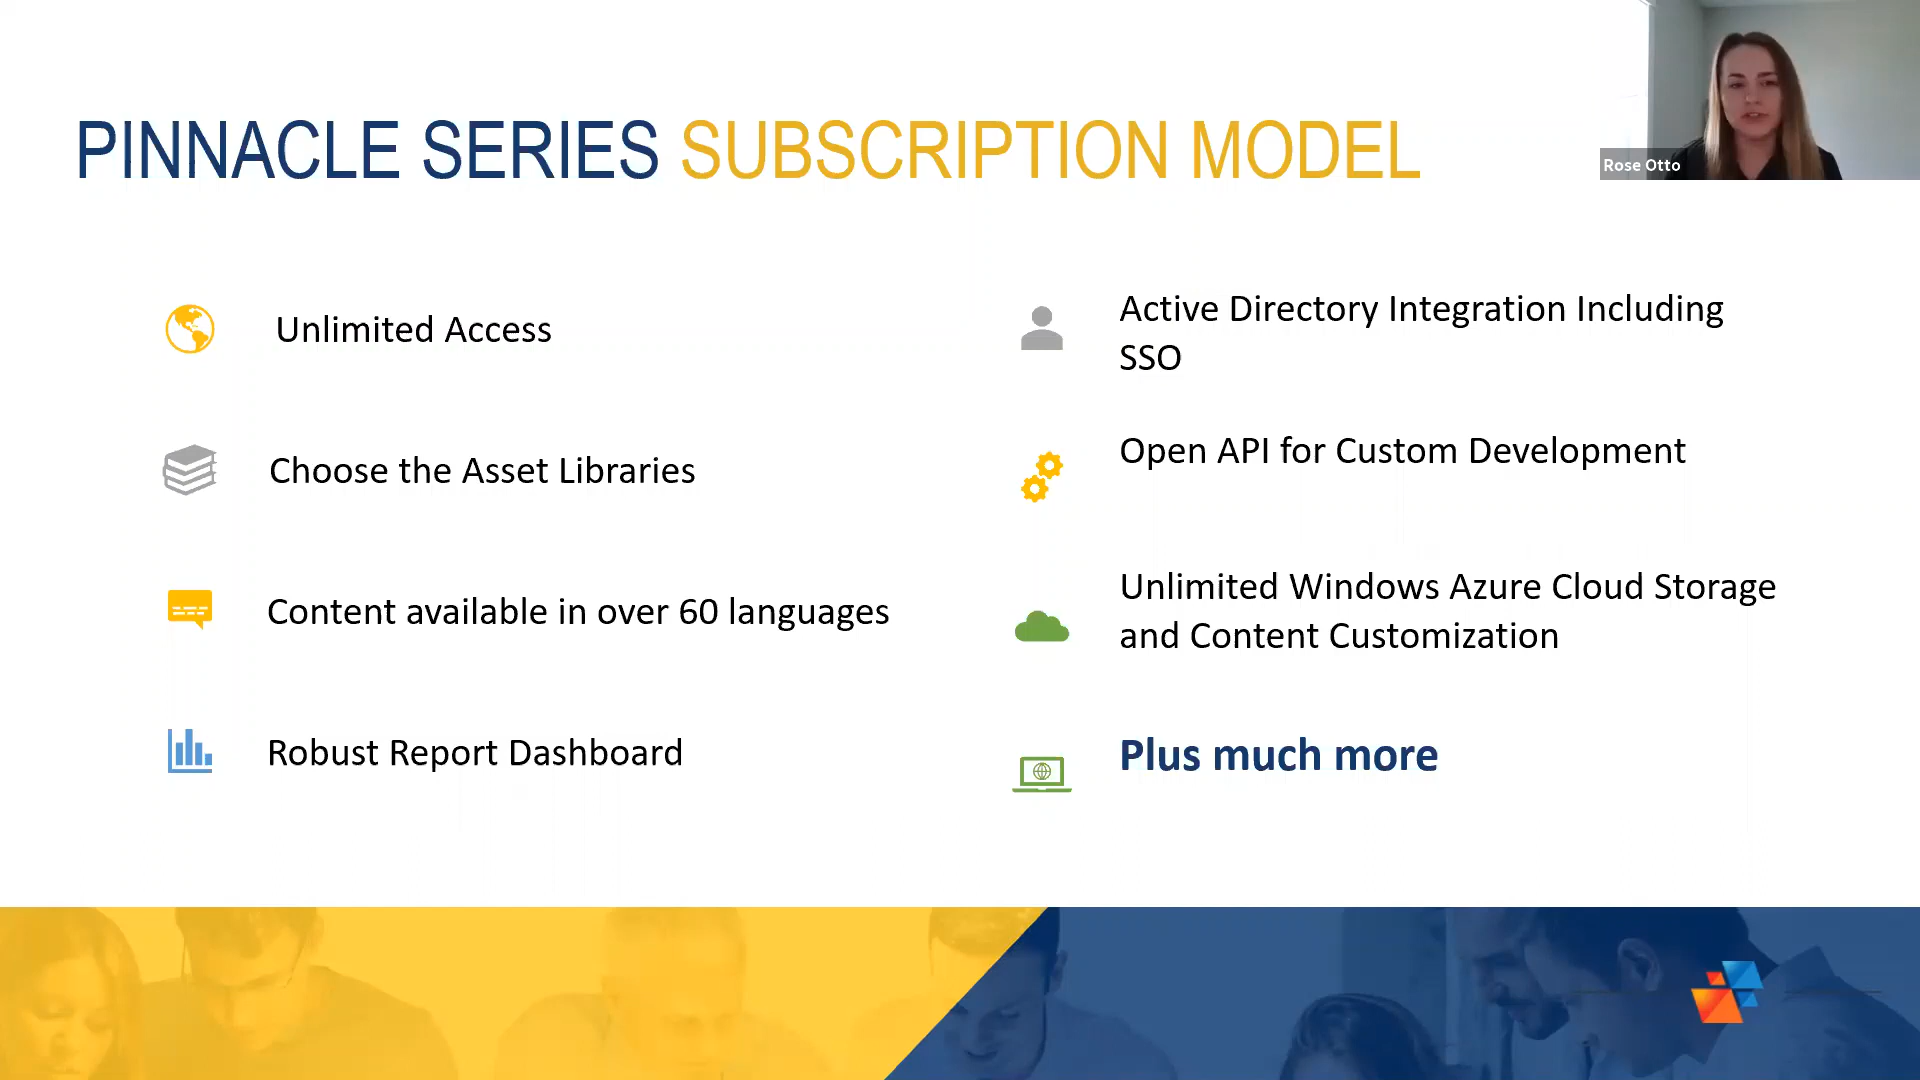 PINNACLE SERIES SUBSCRIPTION MODEL
Rose Otto
Unlimited Access
Choose the Asset Libraries
Content available in over 60 languages
Robust Report Dashboard
Active Directory Integration Including
SSO
Open API for Custom Development
Unlimited Windows Azure Cloud Storage
and Content Customization
Plus much more